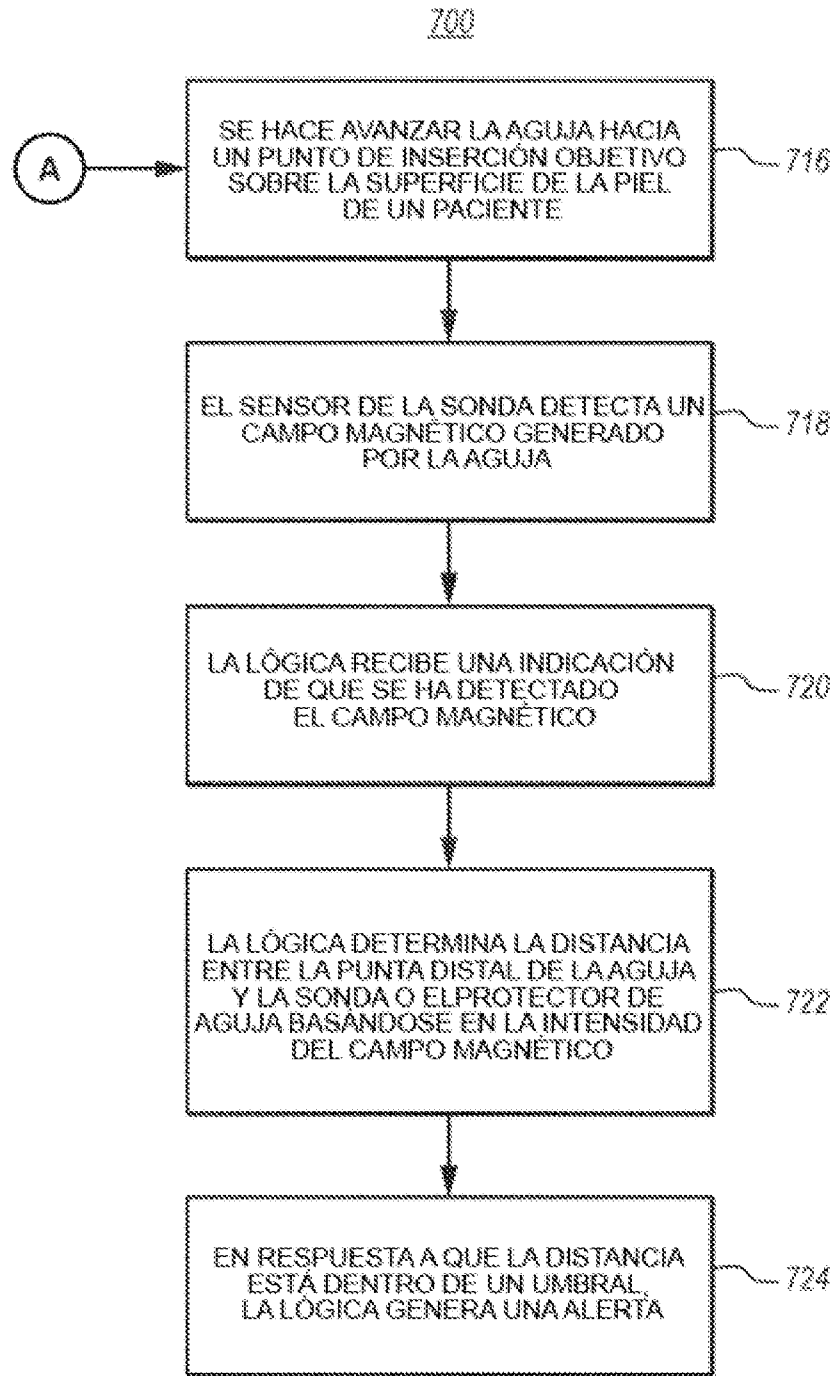 700
A
SE HACE AVANZAR LA AGUJA HACIA
UN PUNTO DE INSERCIÓN OBJETIVO
SOBRE LA SUPERFICIE DE LA PIEL
DE UN PACIENTE
716
EL SENSOR DE LA SONDA DETECTA UN
CAMPO MAGNÉTICO GENERADO
POR LA AGUJA
718
LA LÓGICA RECIBE UNA INDICACIÓN
DE QUE SE HA DETECTADO
EL CAMPO MAGNÉTICO
720
LA LÓGICA DETERMINA LA DISTANCIA
ENTRE LA PUNTA DISTAL DE LA AGUJA
Y LA SONDA O ELPROTECTOR DE
AGUJA BASÁNDOSE EN LA INTENSIDAD
DEL CAMPO MAGNÉTICO
722
EN RESPUESTA A QUE LA DISTANCIA
ESTÁ DENTRO DE UN UMBRAL,
LA LÓGICA GENERA UNA ALERTA
724